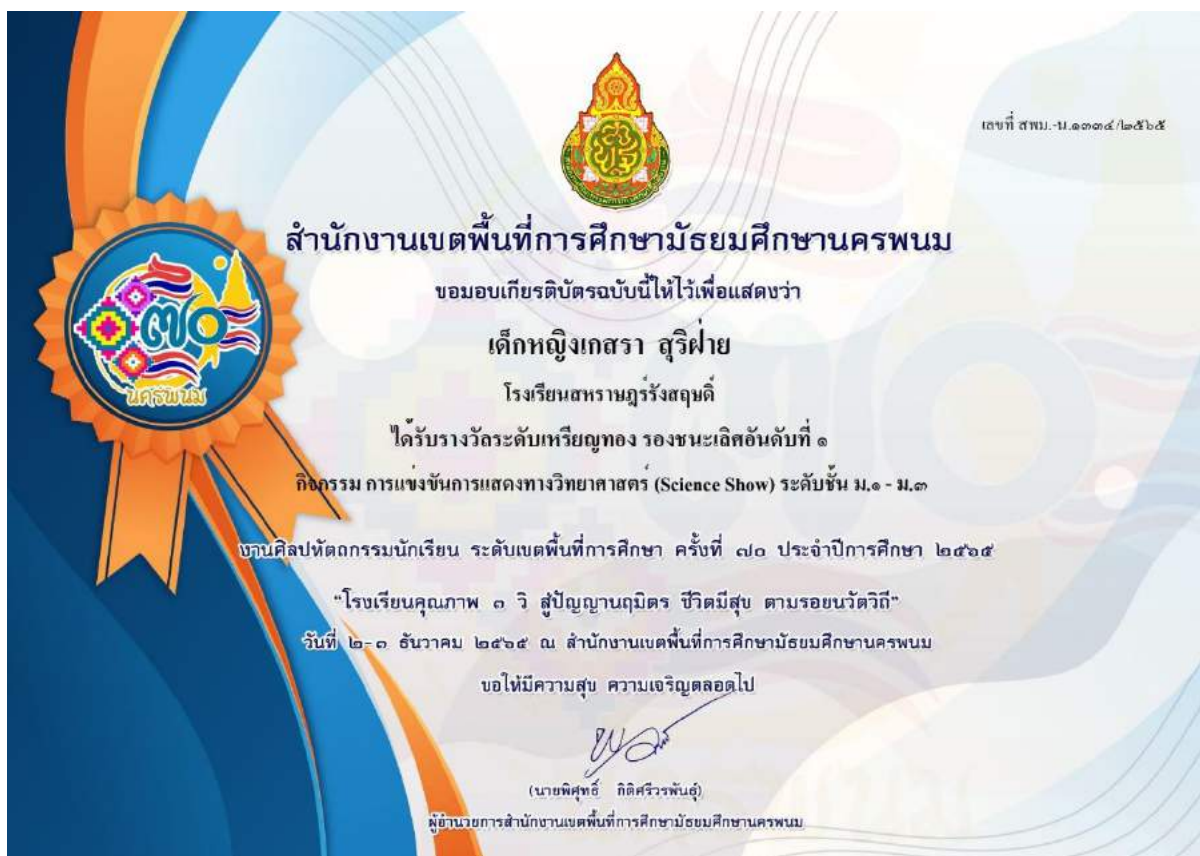 เลขที่ สพม.-น.๑๓๓๔/๒๕๖๕
สำนักงานเขตพื้นที่การศึกษามัธยมศึกษานครพนม
ขอมอบเกียรติบัตรฉบับนี้ให้ไว้เพื่อแสดงว่า
เด็กหญิงเกสรา สุริฝ่าย
โรงเรียนสหราษฎร์รังสฤษดิ์
ได้รับรางวัลระดับเหรียญทอง รองชนะเลิศอันดับที่ ๑
กิจกรรม การแข่งขันการแสดงทางวิทยาศาสตร์ (Science Show) ระดับชั้น ม.๑ - ม.๓
งานศิลปหัตถกรรมนักเรียน ระดับเขตพื้นที่การศึกษา ครั้งที่ ๗๐ ประจำปีการศึกษา ๒๕๖๕
“โรงเรียนคุณภาพ ๓ วิ สู่ปัญญานฤมิตร ชีวิตมีสุข ตามรอยนวัตวิถี”
วันที่ ๒-๓ ธันวาคม ๒๕๖๕ ณ สำนักงานเขตพื้นที่การศึกษามัธยมศึกษานครพนม
ขอให้มีความสุข ความเจริญตลอดไป
(นายพิศุทธิ์ กิติศรีวรพันธุ์)
ผู้อำนวยการสำนักงานเขตพื้นที่การศึกษามัธยมศึกษานครพนม
๗๐
นครพนม